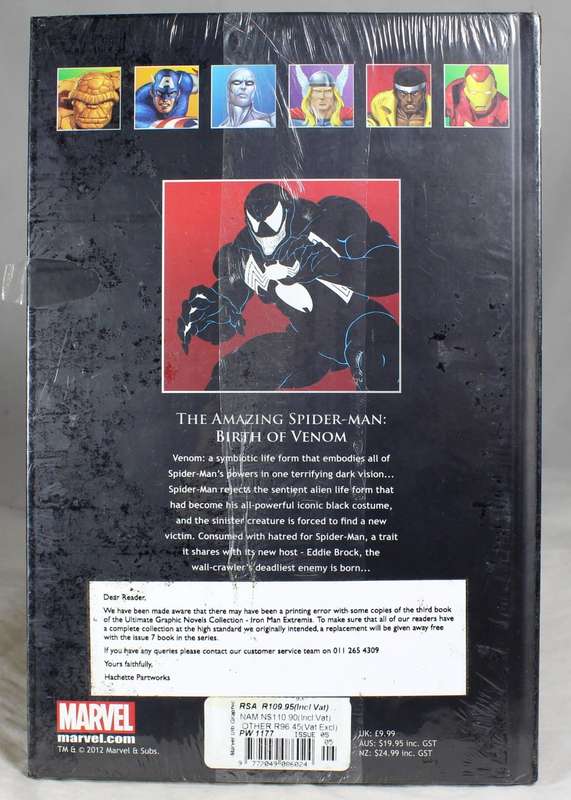 THE AMAZING SPIDER-MAN:
BIRTH OF VENOM
Venom: a symbiotic life form that embodies all of
Spider-Man's powers in one terrifying dark vision...
Spider-Man rejects the sentient alien life form that
had become his all-powerful iconic black costume,
and the sinister creature is forced to find a new
victim. Consumed with hatred for Spider-Man, a trait
it shares with its new host - Eddie Brock, the
wall-crawler's deadliest enemy is born...
Dear Reader,
We have been made aware that there may have been a printing error with some copies of the third book
of the Ultimate Graphic Novels Collection - Iron Man Extremis. To make sure that all of our readers have
a complete collection at the high standard we originally intended, a replacement will be given away free
with the issue 7 book in the series.
If you have any queries please contact our customer service team on 011 265 4309
Yours faithfully,
Hachette Partworks
MARVEL
marvel.com
TM & © 2012 Marvel & Subs.
RSA R109.95(Incl Vat)
NAM N$110.90(Incl Vat)
OTHER R96.45(Vat Excl)
PW1177 ISSUE 05
05
9 772049 086024
UK: £9.99
AUS: $19.95 inc. GST
NZ: $24.99 inc. GST